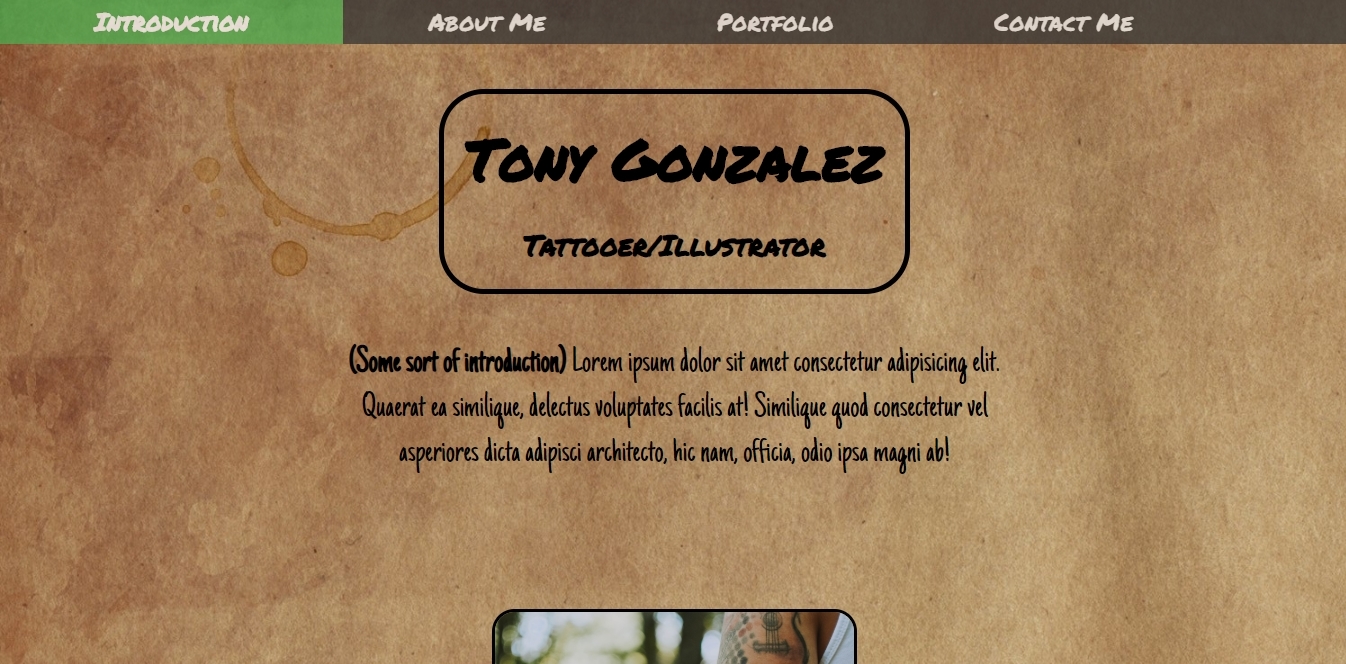 Introduction About Me Portfolio Contact Me
Tony Gonzalez
Tattooer/Illustrator
(Some sort of introduction) Lorem ipsum dolor sit amet consectetur adipisicing elit.
Quaerat ea similique, delectus voluptates facilis at! Similique quod consectetur vel
asperiores dicta adipisci architecto, hic nam, officia, odio ipsa magni ab!